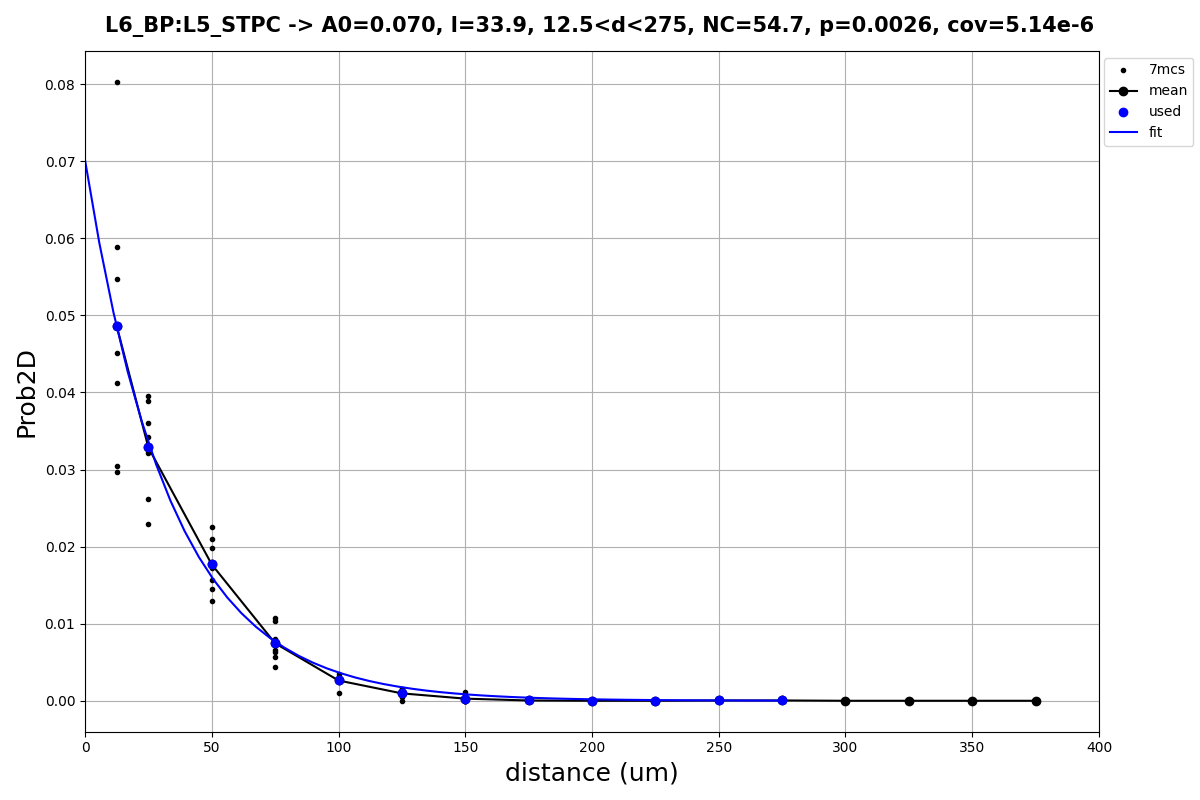 L6_BP:L5_STPC -> A0=0.070, l=33.9, 12.5<d<275, NC=54.7, p=0.0026, cov=5.14e-6
7mcs
mean
used
fit
0.08
0.07
0.06
0.05
0.04
0.03
0.02
0.01
0.00
Prob2D
0 50 100 150 200 250 300 350 400
distance (um)